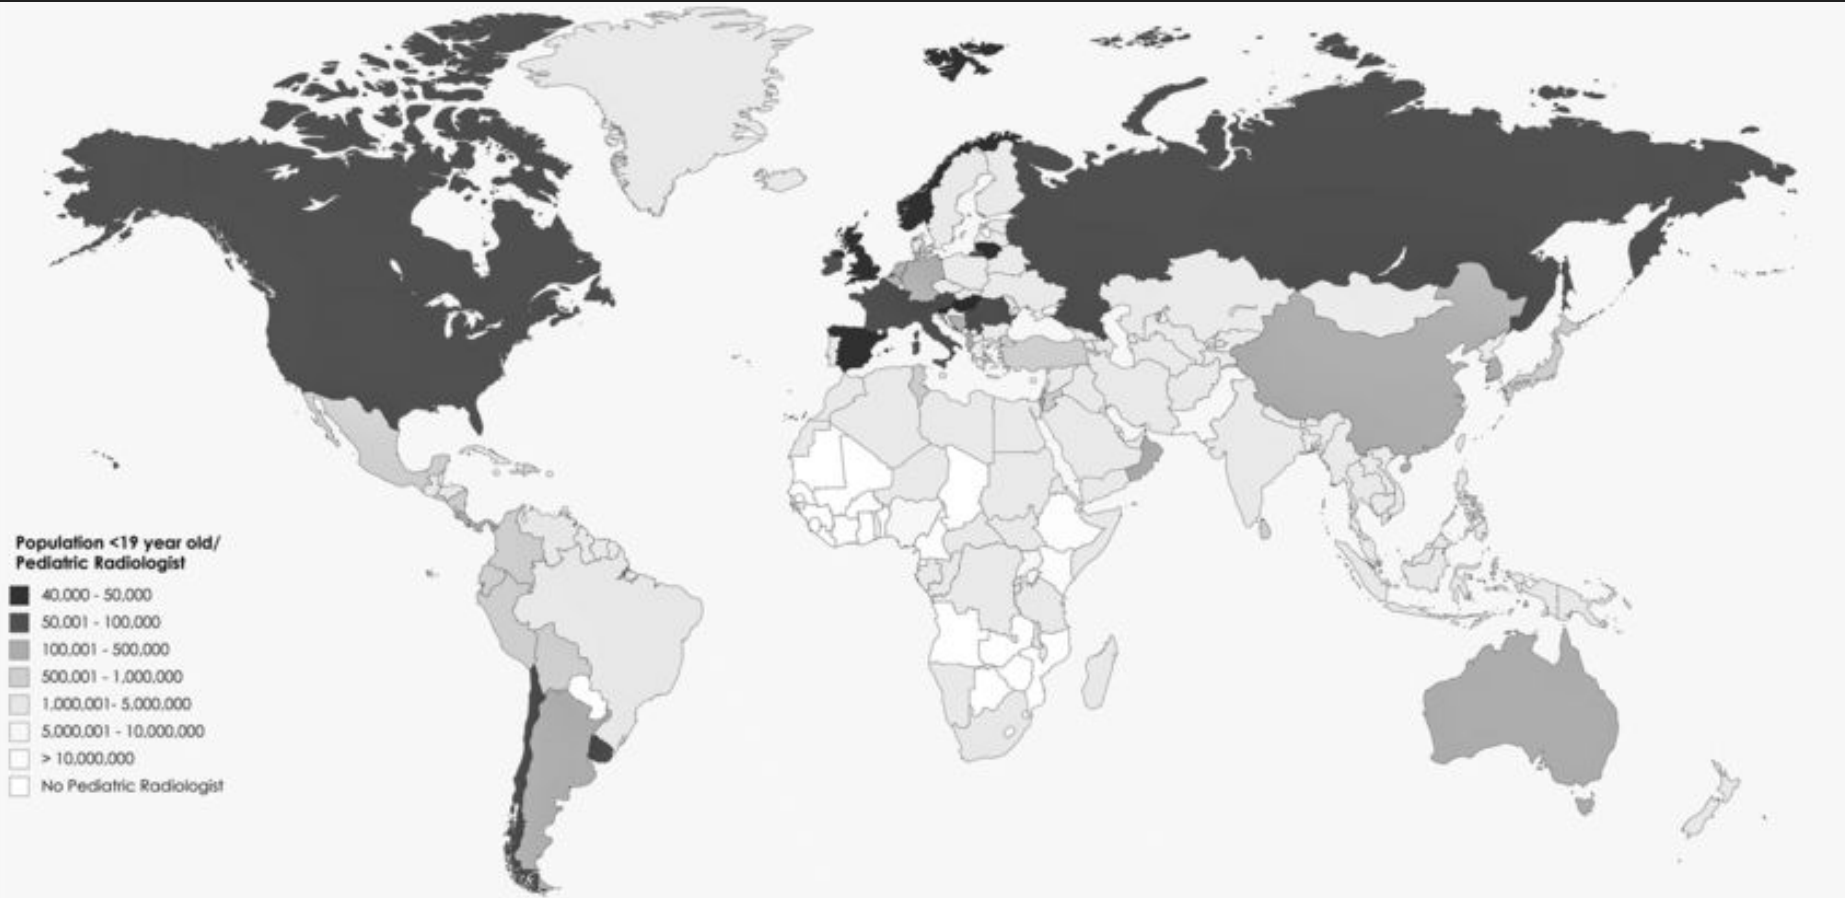 Population <19 year old/
Pediatric Radiologist
40,000 - 50,000
50,001 - 100,000
100,001 - 500,000
500,001 - 1,000,000
1,000,001- 5,000,000
5,000,001 - 10,000,000
> 10,000,000
No Pediatric Radiologist